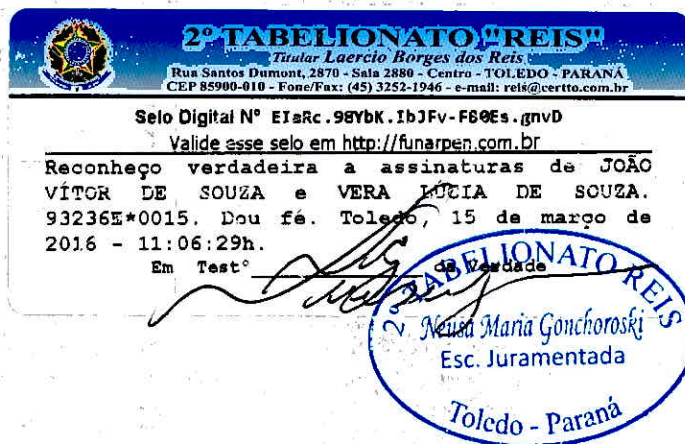 2º TABELIONATO "REIS"
Titular Laercio Borges dos Reis
Rua Santos Dumont, 2870 - Sala 2880 - Centro - TOLEDO - PARANÁ
CEP 85900-010 - Fone/Fax: (45) 3252-1946 - e-mail: reis@certto.com.br
Selo Digital Nº EIsRc.98YbK.IbJFv-F60Es.gnvD
Valide esse selo em http://funarpen.com.br
Reconheço verdadeira a assinaturas de JOÃO
VÍTOR DE SOUZA e VERA LÚCIA DE SOUZA.
93236E*0015. Dou fé. Toledo, 15 de março de
2016 - 11:06:29h.
Em Testº da Verdade
2º TABELIONATO REIS
Neusa Maria Gonchoroski
Esc. Juramentada
Toledo - Paraná